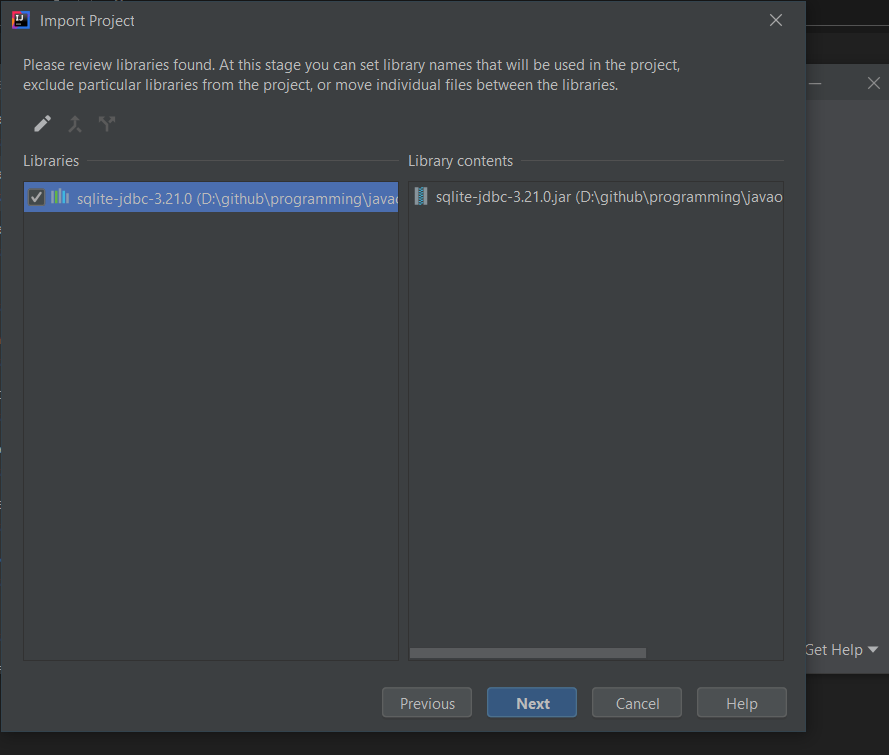 Import Project
Please review libraries found. At this stage you can set library names that will be used in the project,
exclude particular libraries from the project, or move individual files between the libraries.
Libraries
Library contents
sqlite-jdbc-3.21.0 (D:\github\programming\javao
sqlite-jdbc-3.21.0.jar (D:\github\programming\javao
Get Help
Previous
Next
Cancel
Help